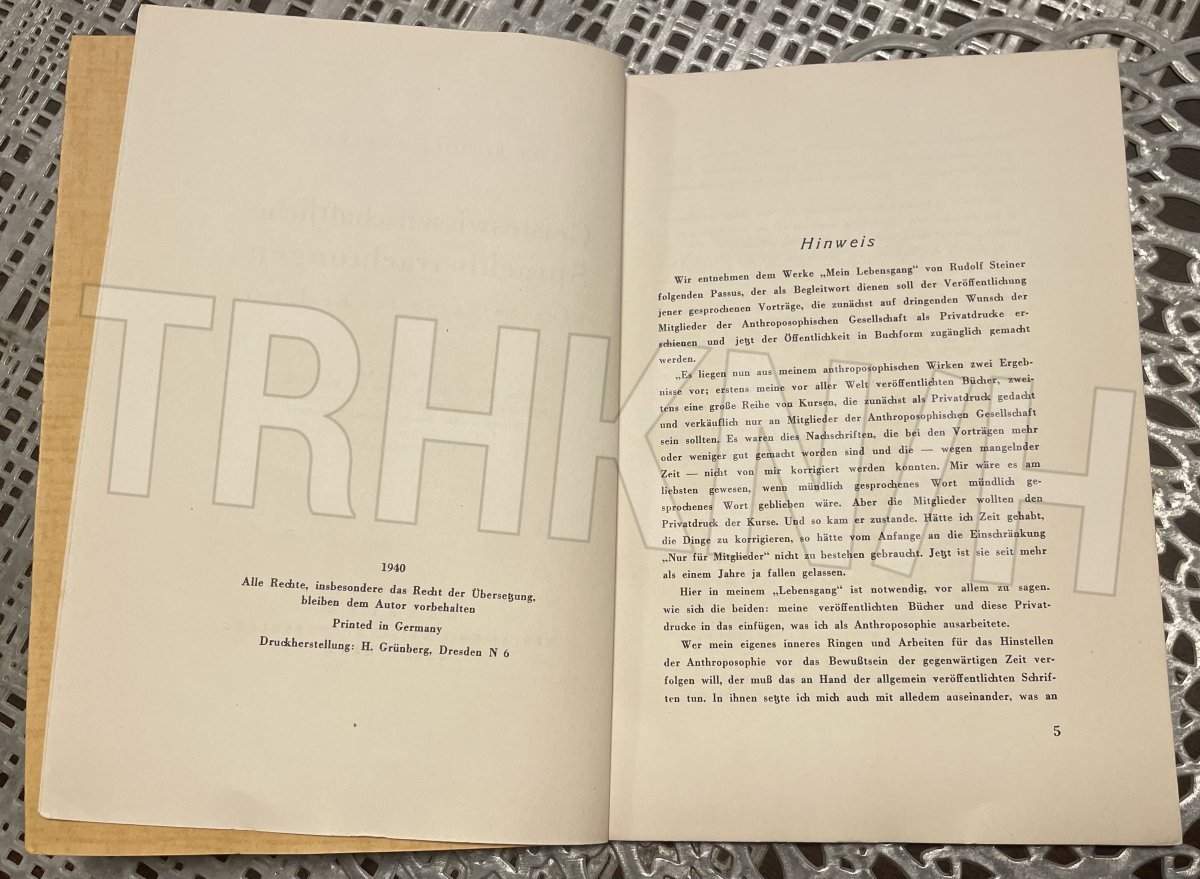 1940
Alle Rechte, insbesondere das Recht der Übersetzung,
bleiben dem Autor vorbehalten
Printed in Germany
Druckherstellung: H. Grünberg, Dresden N 6
Hinweis
Wir entnehmen dem Werke „Mein Lebensgang“ von Rudolf Steiner
folgenden Passus, der als Begleitwort dienen soll der Veröffentlichung
jener gesprochenen Vorträge, die zunächst auf dringenden Wunsch der
Mitglieder der Anthroposophischen Gesellschaft als Privatdrucke er-
schienen und jetzt der Öffentlichkeit in Buchform zugänglich gemacht
werden.
„Es liegen nun aus meinem anthroposophischen Wirken zwei Ergeb-
nisse vor; erstens meine vor aller Welt veröffentlichten Bücher, zwei-
tens eine große Reihe von Kursen, die zunächst als Privatdruck gedacht
und verkäuflich nur an Mitglieder der Anthroposophischen Gesellschaft
sein sollten. Es waren dies Nachschriften, die bei den Vorträgen mehr
oder weniger gut gemacht worden sind und die — wegen mangelnder
Zeit — nicht von mir korrigiert werden konnten. Mir wäre es am
liebsten gewesen, wenn mündlich gesprochenes Wort mündlich ge-
sprochenes Wort geblieben wäre. Aber die Mitglieder wollten den
Privatdruck der Kurse. Und so kam er zustande. Hätte ich Zeit gehabt,
die Dinge zu korrigieren, so hätte vom Anfange an die Einschränkung
„Nur für Mitglieder“ nicht zu bestehen gebraucht. Jetzt ist sie seit mehr
als einem Jahre ja fallen gelassen.
Hier in meinem „Lebensgang“ ist notwendig, vor allem zu sagen.
wie sich die beiden: meine veröffentlichten Bücher und diese Privat-
drucke in das einfügen, was ich als Anthroposophie ausarbeitete.
Wer mein eigenes inneres Ringen und Arbeiten für das Hinstellen
der Anthroposophie vor das Bewußtsein der gegenwärtigen Zeit ver-
folgen will, der muß das an Hand der allgemein veröffentlichten Schrif-
ten tun. In ihnen setzte ich mich auch mit alledem auseinander, was an
5
TRHKNVH